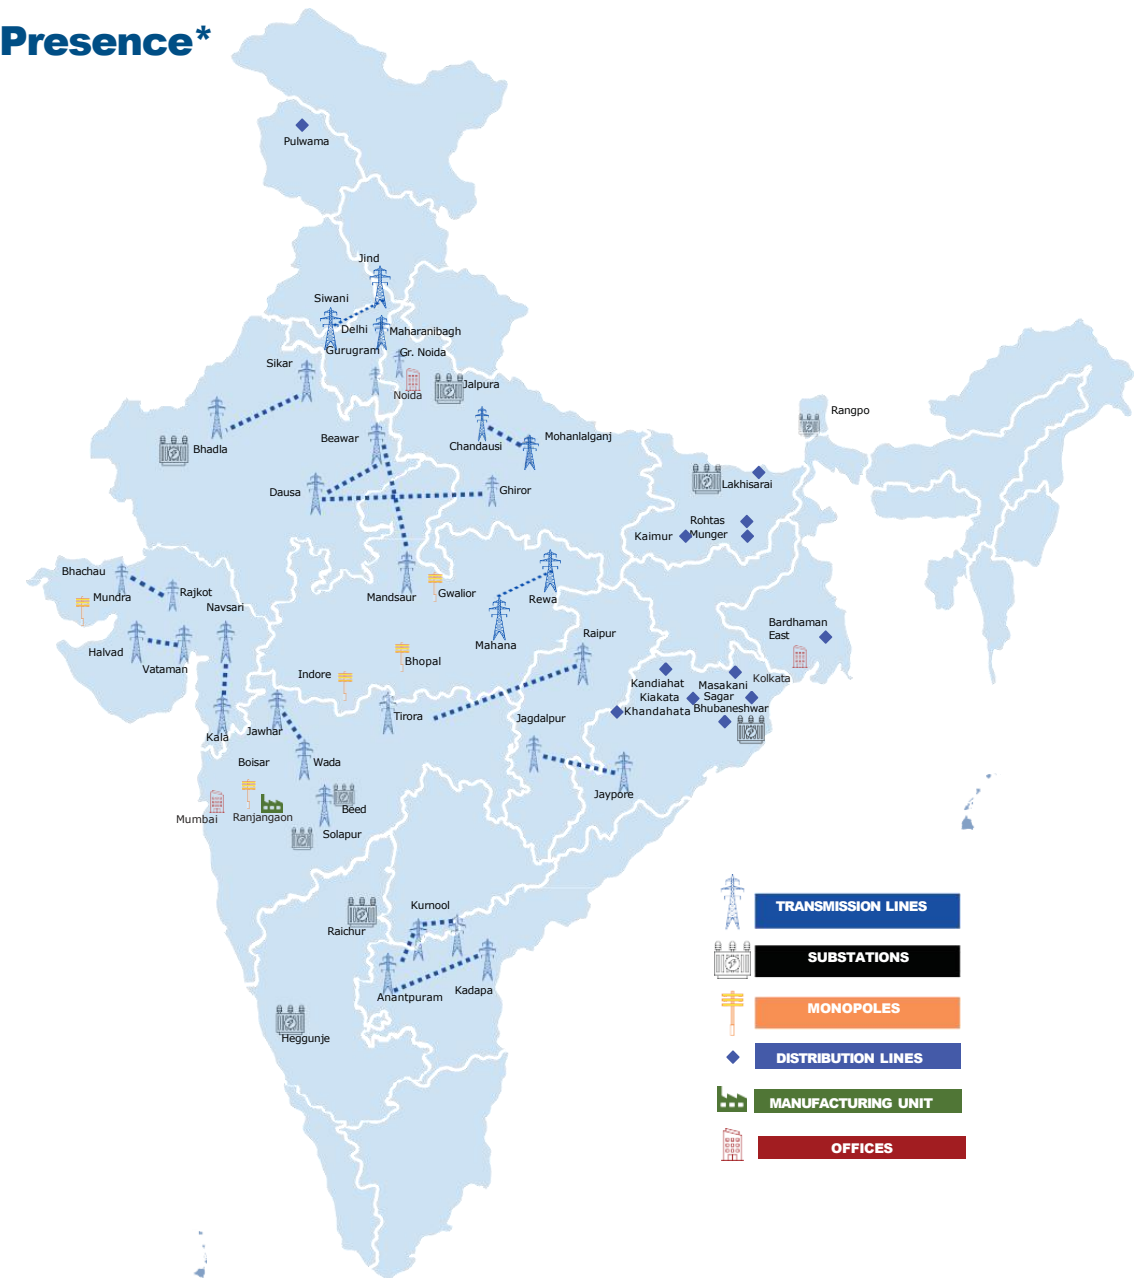 Presence*
Pulwama
Jind
Siwani
Delhi
Maharanibagh
Gurugram
Gr. Noida
Sikar
Noida
Jalpura
Rangpo
Beawar
Chandausi
Mohanlalganj
Bhadla
Lakhisarai
Dausa
Ghiror
Rohtas
Kaimur
Munger
Bhachau
Mundra
Rajkot
Navsari
Mandsaur
Gwalior
Rewa
Mahana
Raipur
Bardhaman
East
Halvad
Vataman
Bhopal
Indore
Kandiahat
Masakani
Kolkata
Kiakata
Sagar
Khandahata
Bhubaneshwar
Tirora
Jagdalpur
Kala
Jawhar
Boisar
Wada
Jaypore
Mumbai
Ranjangaon
Beed
Solapur
Kurnool
Raichur
Anantpuram
Kadapa
Heggunje
TRANSMISSION LINES
SUBSTATIONS
MONOPOLES
DISTRIBUTION LINES
MANUFACTURING UNIT
OFFICES